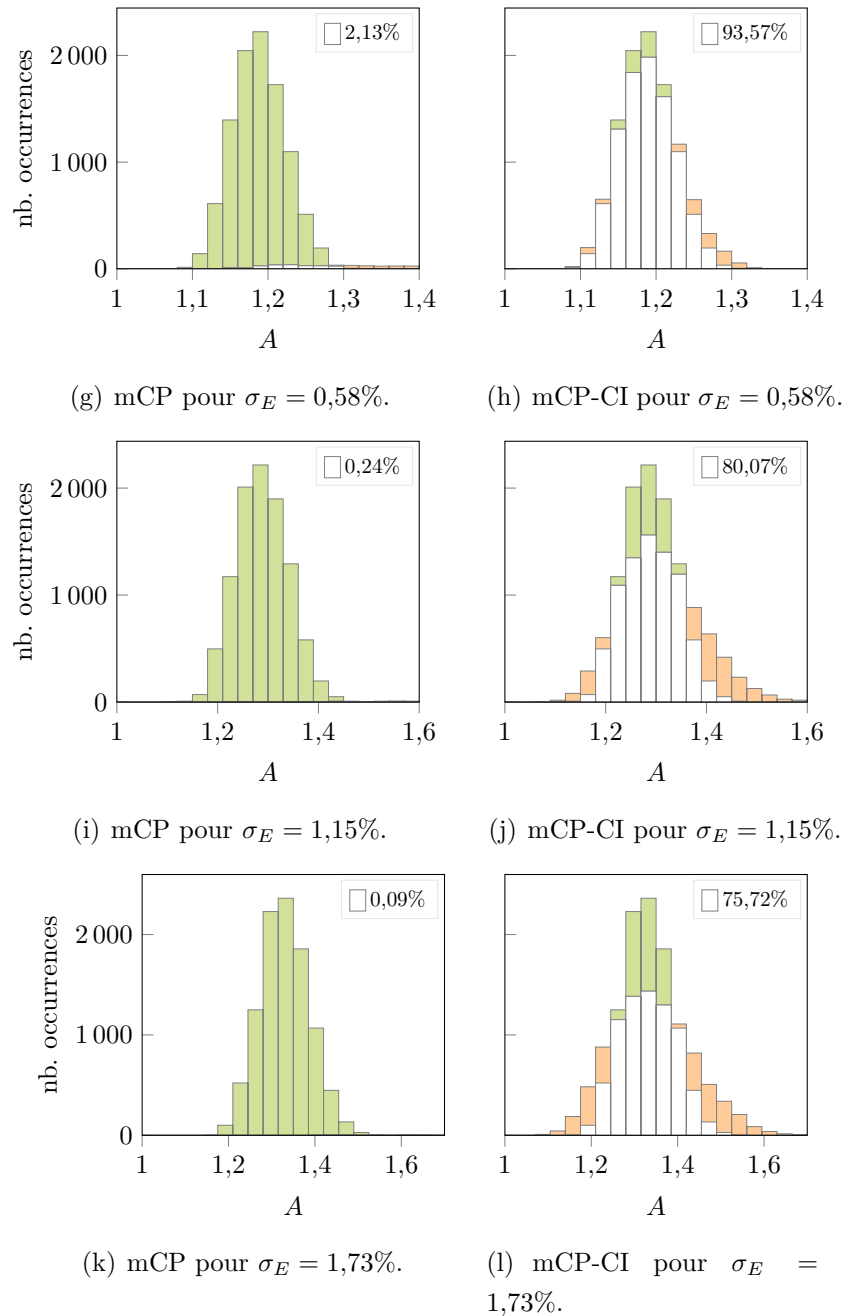 2 000
1 000
0
nb. occurrences
2,13%
1
1,1
1,2
1,3
1,4
A
(g) mCP pour σ_E = 0,58%.
93,57%
1
1,1
1,2
1,3
1,4
A
(h) mCP-CI pour σ_E = 0,58%.
2 000
1 000
0
nb. occurrences
0,24%
1
1,2
1,4
1,6
A
(i) mCP pour σ_E = 1,15%.
80,07%
1
1,2
1,4
1,6
A
(j) mCP-CI pour σ_E = 1,15%.
2 000
1 000
0
nb. occurrences
0,09%
1
1,2
1,4
1,6
A
(k) mCP pour σ_E = 1,73%.
75,72%
1
1,2
1,4
1,6
A
(l) mCP-CI pour σ_E =
1,73%.